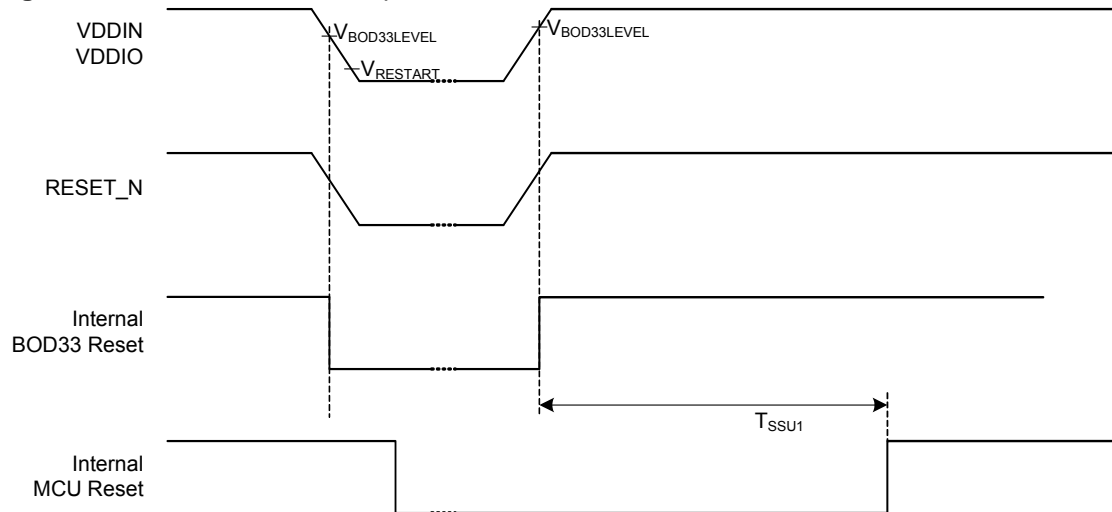 VDDIN
VDDIO
VBOD33LEVEL
VBOD33LEVEL
VRESTART
RESET_N
Internal
BOD33 Reset
TSSU1
Internal
MCU Reset